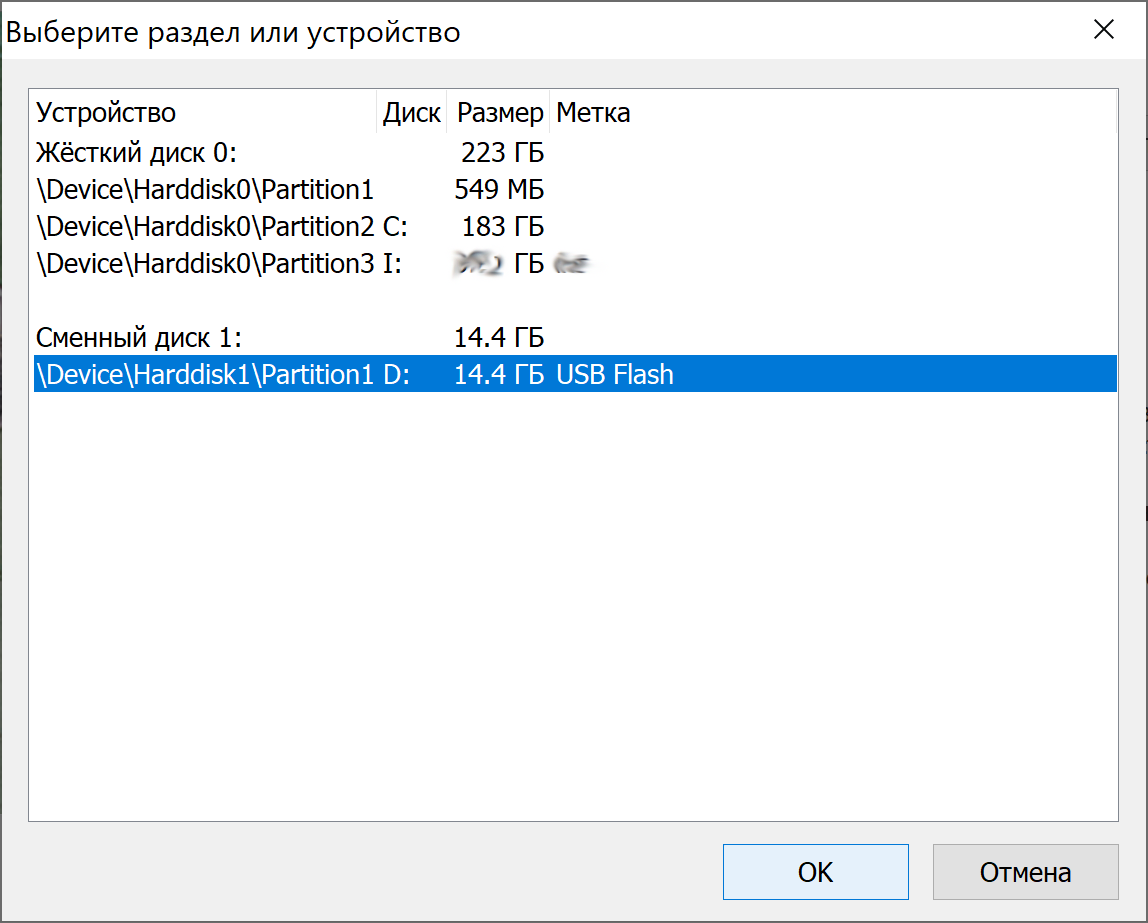 Выберите раздел или устройство
Устройство Диск Размер Метка
Жёсткий диск 0: 223 ГБ
\Device\Harddisk0\Partition1 549 МБ
\Device\Harddisk0\Partition2 C: 183 ГБ
\Device\Harddisk0\Partition3 I: ГБ
Сменный диск 1: 14.4 ГБ
\Device\Harddisk1\Partition1 D: 14.4 ГБ USB Flash
OK Отмена